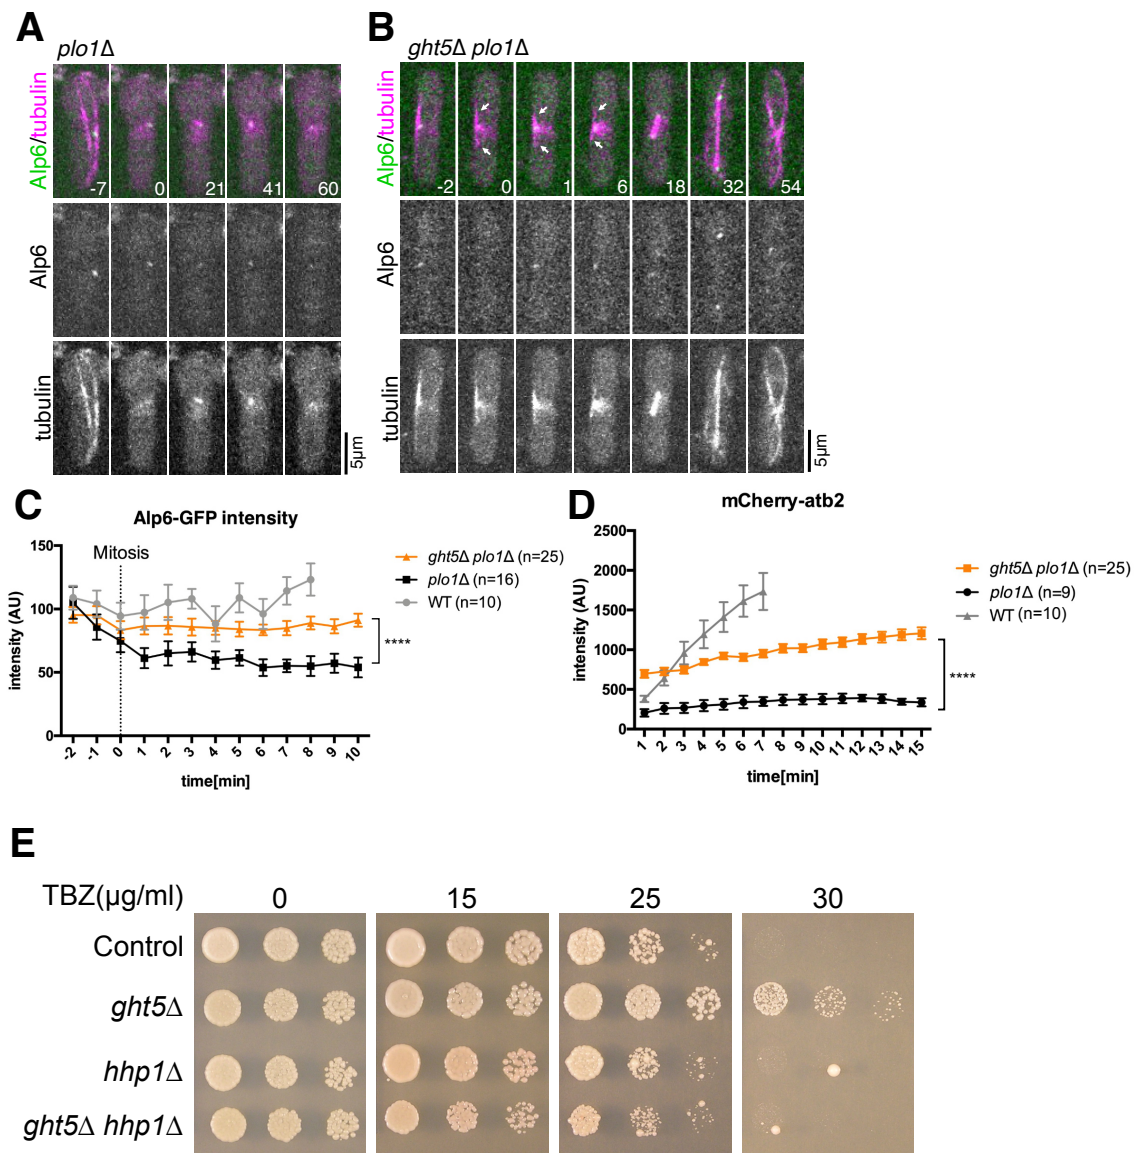 A
plo1Δ
Alp6/tubulin
-7 0 21 41 60
Alp6
tubulin
5μm
B
ght5Δ plo1Δ
Alp6/tubulin
-2 0 1 6 18 32 54
Alp6
tubulin
5μm
C
Alp6-GFP intensity
Mitosis
150
100
50
0
intensity (AU)
-2 -1 0 1 2 3 4 5 6 7 8 9 10
time[min]
ght5Δ plo1Δ (n=25)
plo1Δ (n=16)
WT (n=10)
****
D
mCherry-atb2
2500
2000
1500
1000
500
0
intensity (AU)
1 2 3 4 5 6 7 8 9 10 11 12 13 14 15
time[min]
ght5Δ plo1Δ (n=25)
plo1Δ (n=9)
WT (n=10)
****
E
TBZ(μg/ml) 0 15 25 30
Control
ght5Δ
hhp1Δ
ght5Δ hhp1Δ